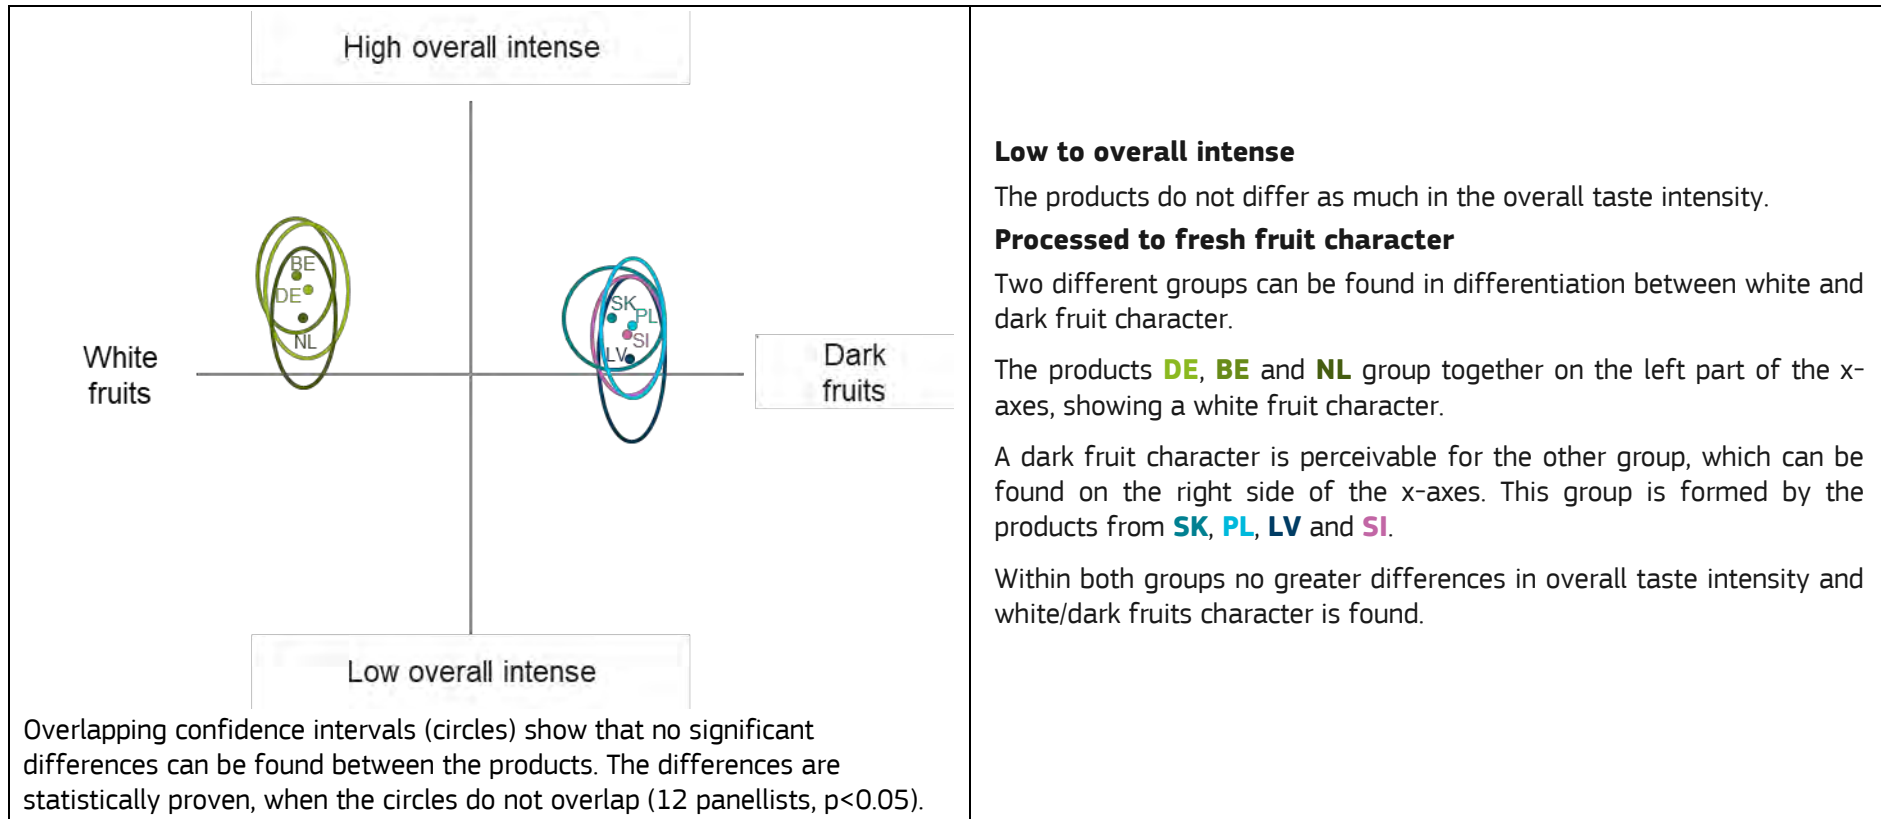 High overall intense
BE
DE
NL
SK
PL
SI
LV
White
fruits
Dark
fruits
Low overall intense
Overlapping confidence intervals (circles) show that no significant
differences can be found between the products. The differences are
statistically proven, when the circles do not overlap (12 panellists, p<0.05).
Low to overall intense
The products do not differ as much in the overall taste intensity.
Processed to fresh fruit character
Two different groups can be found in differentiation between white and
dark fruit character.
The products DE, BE and NL group together on the left part of the x-
axes, showing a white fruit character.
A dark fruit character is perceivable for the other group, which can be
found on the right side of the x-axes. This group is formed by the
products from SK, PL, LV and SI.
Within both groups no greater differences in overall taste intensity and
white/dark fruits character is found.